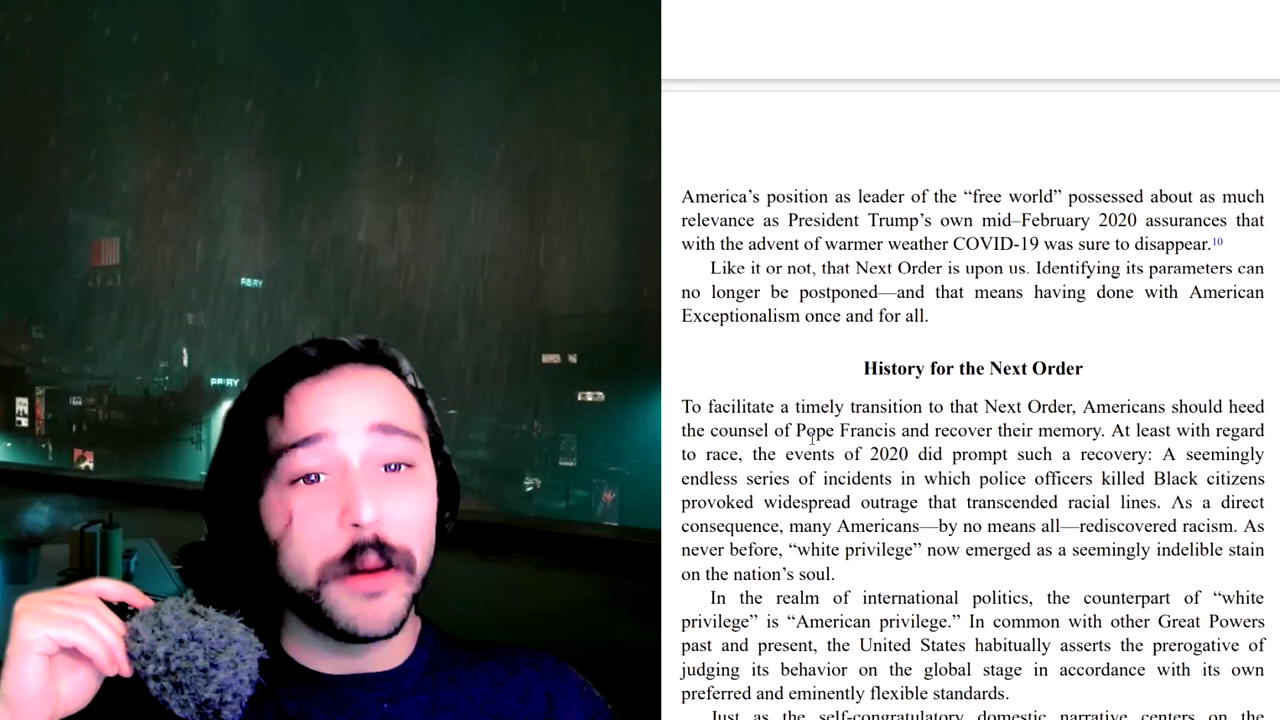 America’s position as leader of the “free world” possessed about as much
relevance as President Trump’s own mid–February 2020 assurances that
with the advent of warmer weather COVID-19 was sure to disappear.10
Like it or not, that Next Order is upon us. Identifying its parameters can
no longer be postponed—and that means having done with American
Exceptionalism once and for all.
History for the Next Order
To facilitate a timely transition to that Next Order, Americans should heed
the counsel of Pope Francis and recover their memory. At least with regard
to race, the events of 2020 did prompt such a recovery: A seemingly
endless series of incidents in which police officers killed Black citizens
provoked widespread outrage that transcended racial lines. As a direct
consequence, many Americans—by no means all—rediscovered racism. As
never before, “white privilege” now emerged as a seemingly indelible stain
on the nation’s soul.
In the realm of international politics, the counterpart of “white
privilege” is “American privilege.” In common with other Great Powers
past and present, the United States habitually asserts the prerogative of
judging its behavior on the global stage in accordance with its own
preferred and eminently flexible standards.
Just as the self-congratulatory domestic narrative centers on the